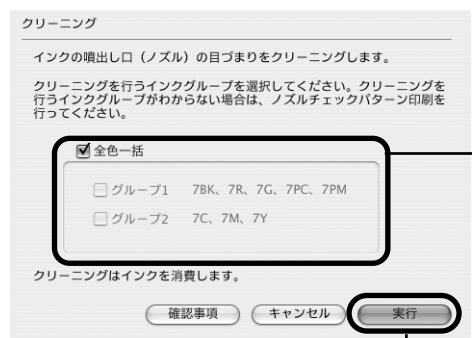 クリーニング
インクの噴出し口（ノズル）の目づまりをクリーニングします。
クリーニングを行うインクグループを選択してください。クリーニングを
行うインクグループがわからない場合は、ノズルチェックパターン印刷を
行ってください。
全色一括
グループ1 7BK、7R、7G、7PC、7PM
グループ2 7C、7M、7Y
クリーニングはインクを消費します。
確認事項 キャンセル 実行